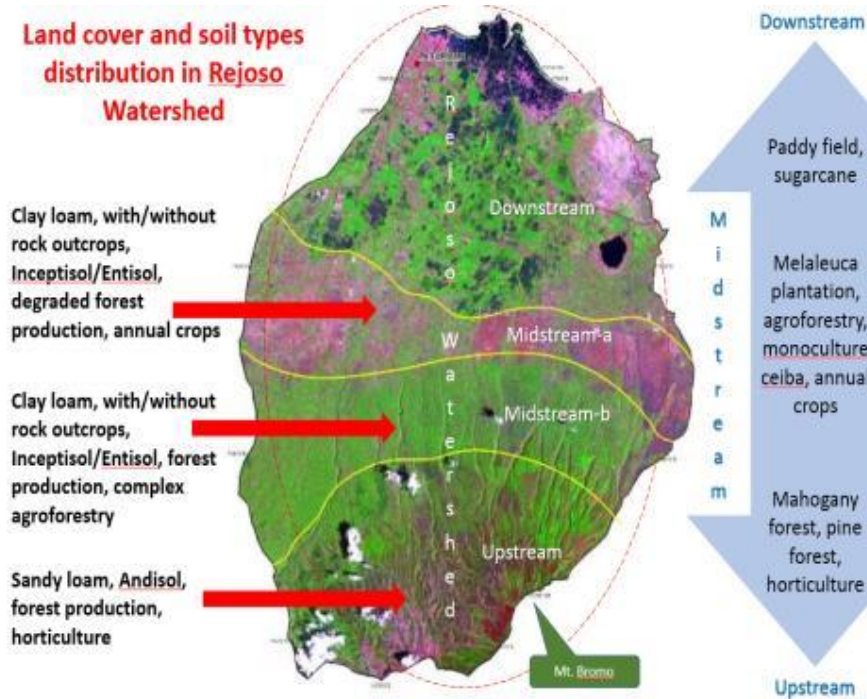 Land cover and soil types
distribution in Rejoso
Watershed
Clay loam, with/without
rock outcrops,
Inceptisol/Entisol,
degraded forest
production, annual crops
Clay loam, with/without
rock outcrops,
Inceptisol/Entisol, forest
production, complex
agroforestry
Sandy loam, Andisol,
forest production,
horticulture
Rejoso Watershed
Downstream
Midstream-a
Midstream-b
Upstream
Mt. Bromo
Downstream
Paddy field,
sugarcane
Midstream
Melaleuca
plantation,
agroforestry,
monoculture
ceiba, annual
crops
Mahogany
forest, pine
forest,
horticulture
Upstream